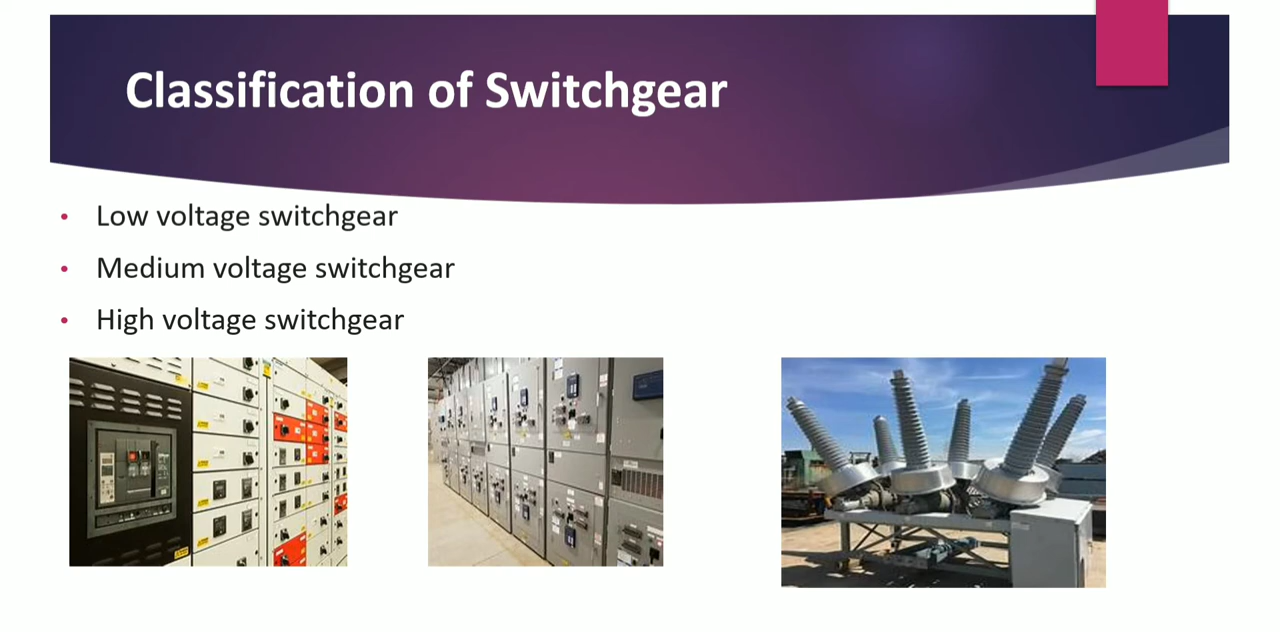 Classification of Switchgear
• Low voltage switchgear
• Medium voltage switchgear
• High voltage switchgear